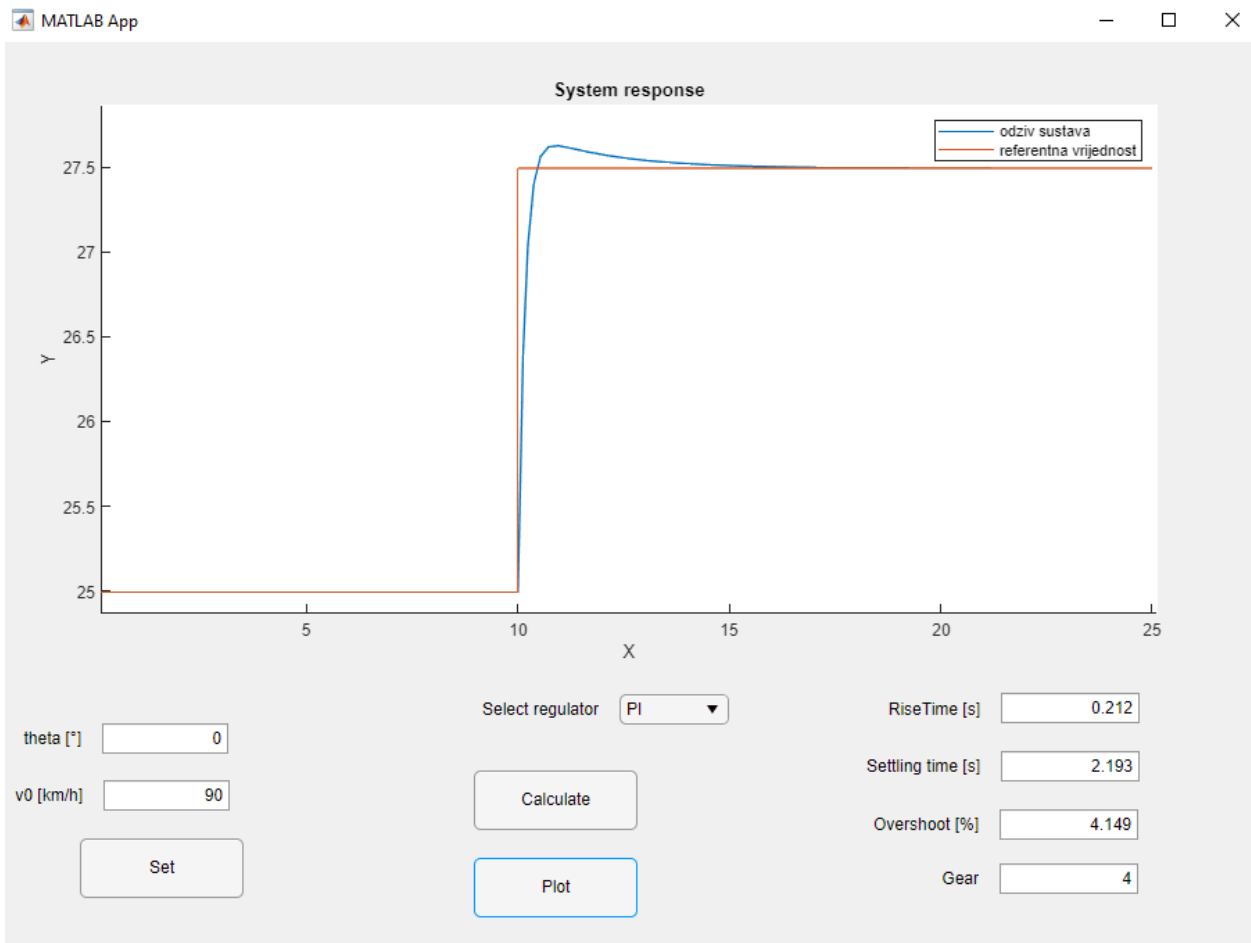 MATLAB App
System response
odziv sustava
referentna vrijednost
27.5
27
26.5
26
25.5
25
Y
5
10
15
20
25
X
theta [°]
0
v0 [km/h]
90
Set
Select regulator
PI
Calculate
Plot
RiseTime [s]
0.212
Settling time [s]
2.193
Overshoot [%]
4.149
Gear
4